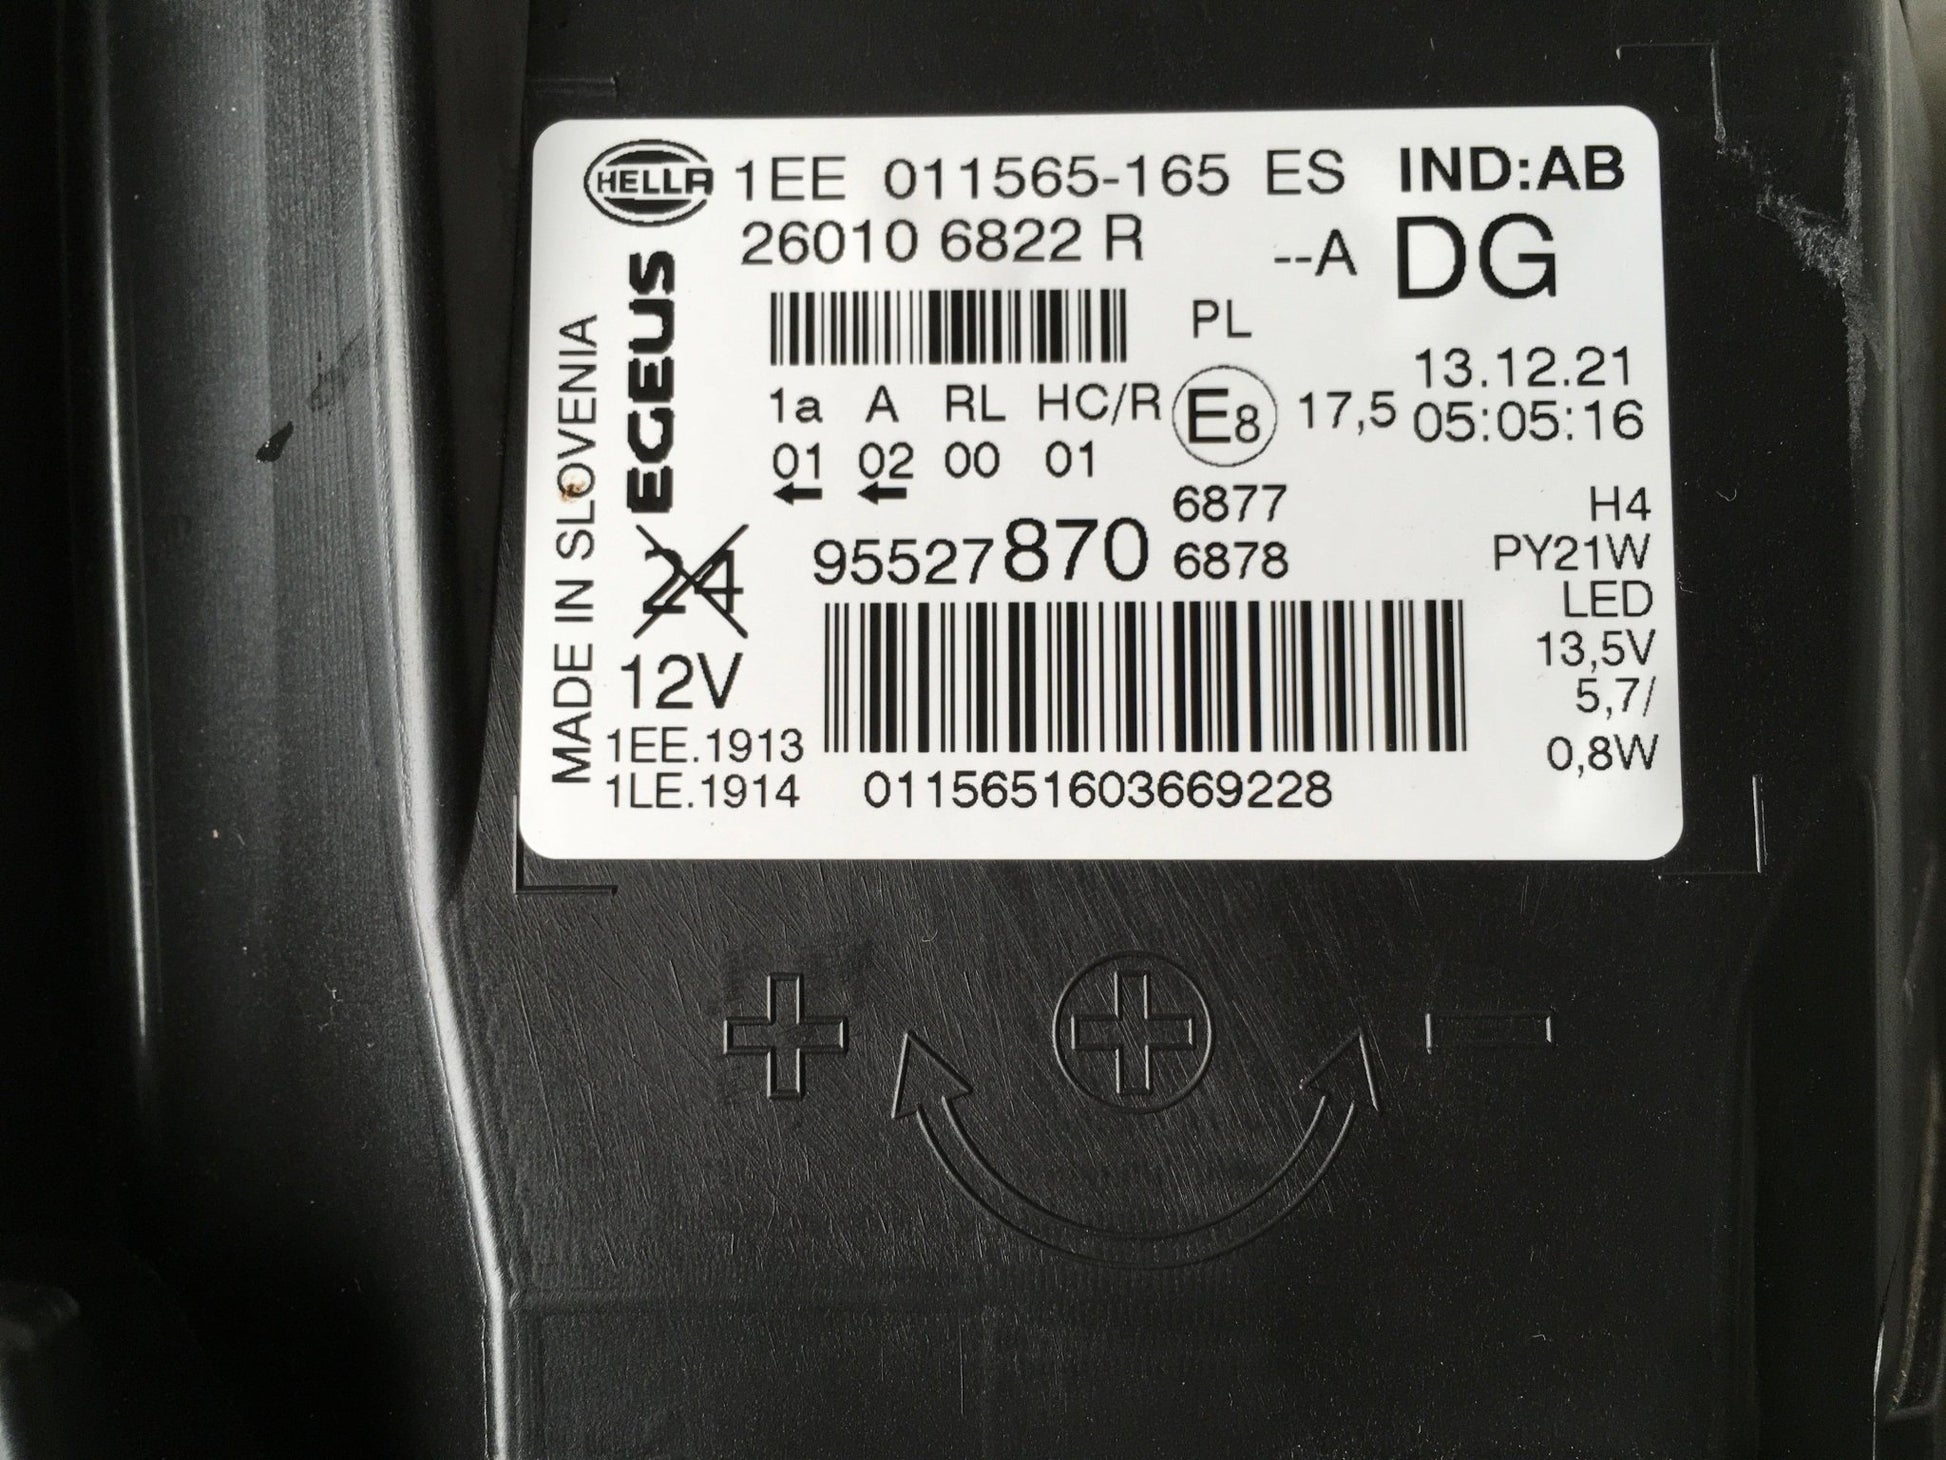 HELLA 1EE 011565-165 ES IND:AB
26010 6822 R --A DG
PL
MADE IN SLOVENIA
EGEUS
13.12.21
1a A RL HC/R E8 17,5 05:05:16
01 02 00 01
6877 H4
95527870 6878 PY21W
24
LED
12V 13,5V
5,7/
1EE.1913 0,8W
1LE.1914 0115651603669228